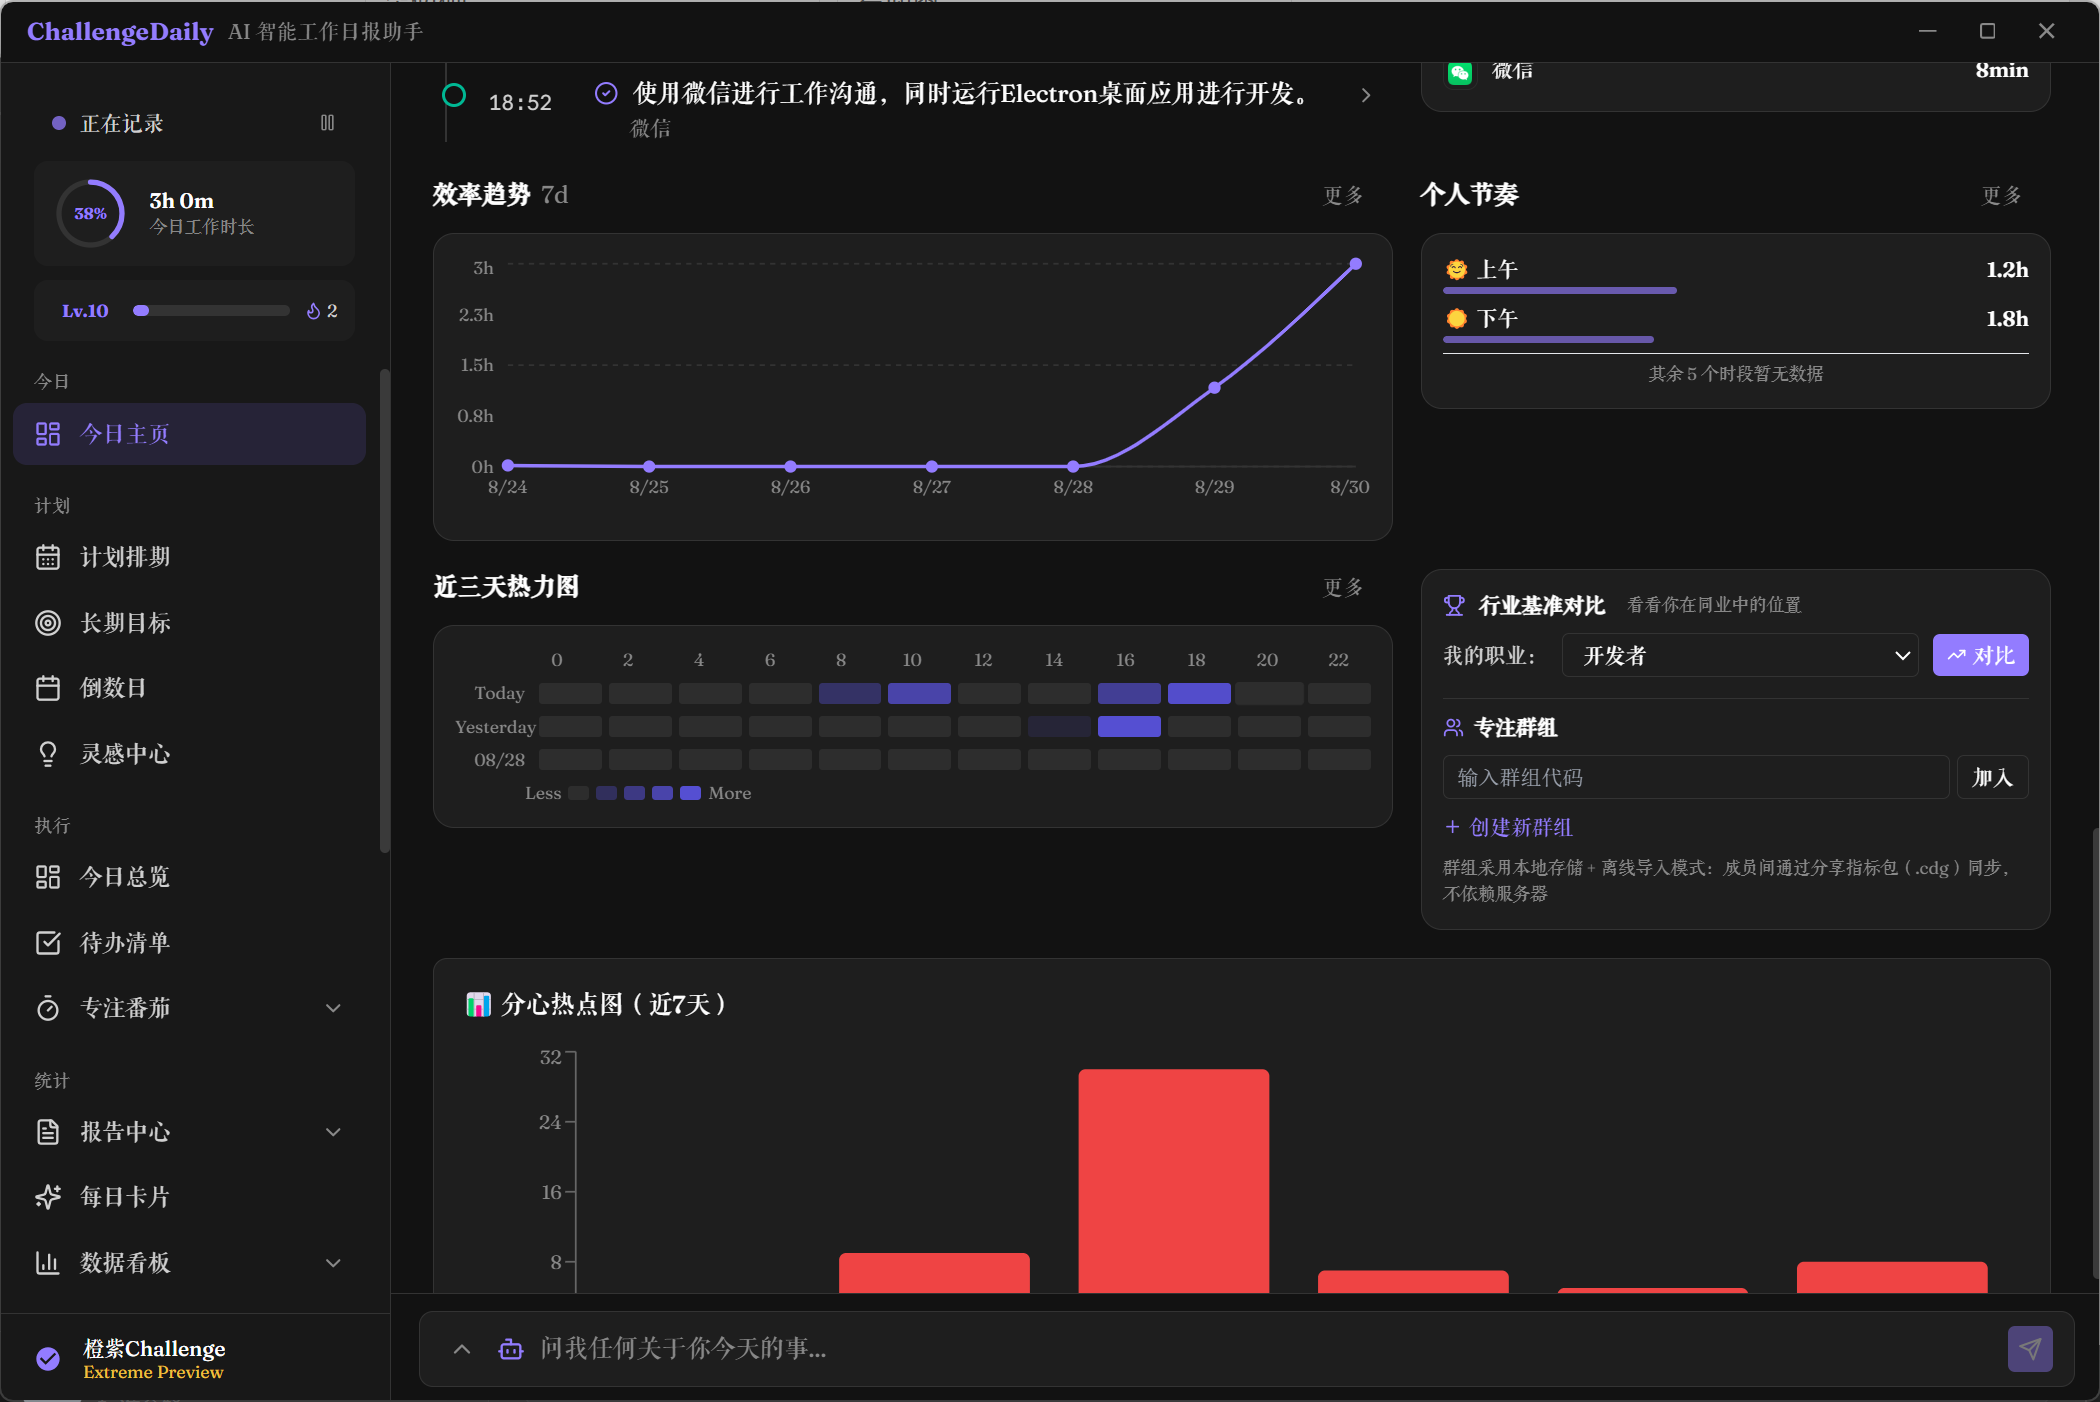 ChallengeDaily AI 智能工作日报助手
正在记录
38%
3h 0m
今日工作时长
Lv.10
2
今日
今日主页
计划
计划排期
长期目标
倒数日
灵感中心
执行
今日总览
待办清单
专注番茄
统计
报告中心
每日卡片
数据看板
橙紫Challenge
Extreme Preview
18:52 使用微信进行工作沟通，同时运行Electron桌面应用进行开发。
微信
微信 8min
效率趋势 7d 更多
3h
2.3h
1.5h
0.8h
0h
8/24 8/25 8/26 8/27 8/28 8/29 8/30
个人节奏 更多
上午 1.2h
下午 1.8h
其余 5 个时段暂无数据
近三天热力图 更多
0 2 4 6 8 10 12 14 16 18 20 22
Today
Yesterday
08/28
Less More
行业基准对比 看看你在同业中的位置
我的职业： 开发者 对比
专注群组
输入群组代码 加入
+ 创建新群组
群组采用本地存储 + 离线导入模式：成员间通过分享指标包（.cdg）同步，
不依赖服务器
分心热点图（近7天）
32
24
16
8
问我任何关于你今天的事...